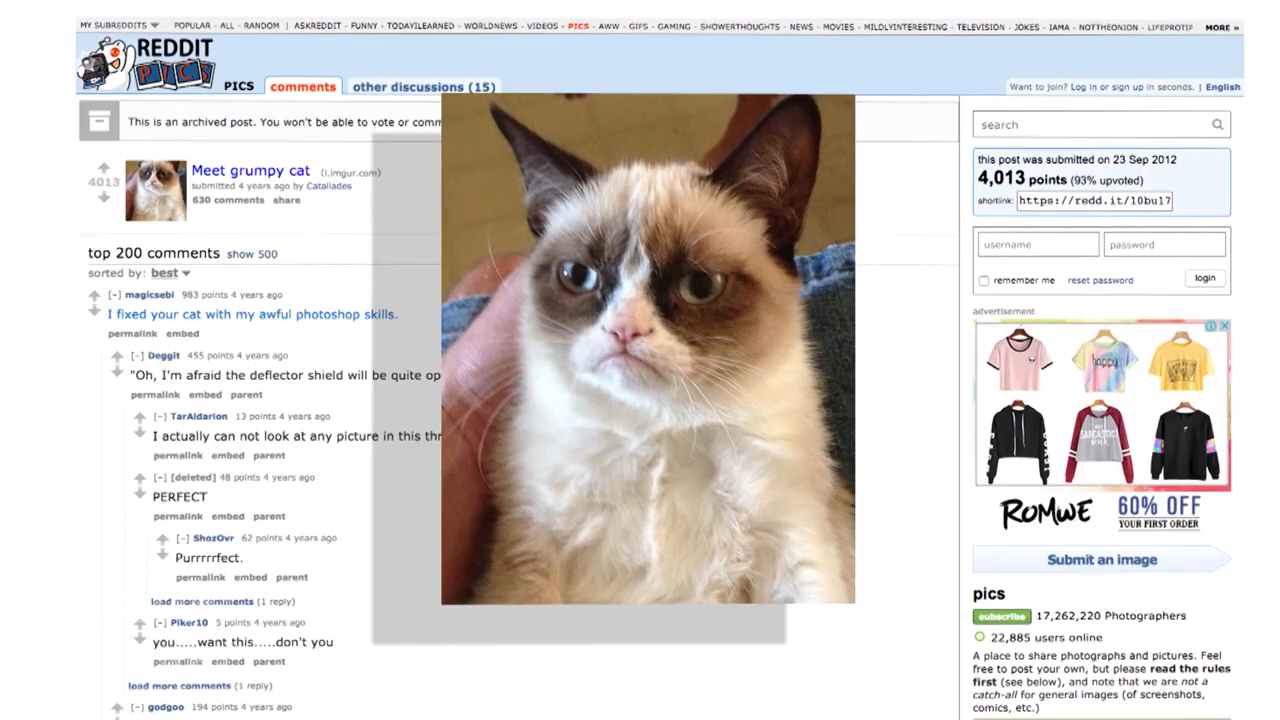 MY SUBREDDITS POPULAR - ALL - RANDOM | ASKREDDIT - FUNNY - TODAYILEARNED - WORLDNEWS - VIDEOS - PICS - AWW - GIFS - GAMING - SHOWERTHOUGHTS - NEWS - MOVIES - MILDLYINTERESTING - TELEVISION - JOKES - IAMA - NOTTHEONION - LIFEPROTIP MORE »
REDDIT
PICS
PICS comments other discussions (15)
Want to join? Log in or sign up in seconds. | English
This is an archived post. You won't be able to vote or comm
4013
Meet grumpy cat (i.imgur.com)
submitted 4 years ago by Cataliades
630 comments share
top 200 comments show 500
sorted by: best
[-] magicsebi 983 points 4 years ago
I fixed your cat with my awful photoshop skills.
permalink embed
[-] Deggit 455 points 4 years ago
"Oh, I'm afraid the deflector shield will be quite op
permalink embed parent
[-] TarAldarion 13 points 4 years ago
I actually can not look at any picture in this thr
permalink embed parent
[-] [deleted] 48 points 4 years ago
PERFECT
permalink embed parent
[-] ShozOvr 62 points 4 years ago
Purrrrrfect.
permalink embed parent
load more comments (1 reply)
[-] Piker10 5 points 4 years ago
you.....want this.....don't you
permalink embed parent
load more comments (1 reply)
[-] godgoo 194 points 4 years ago
search
this post was submitted on 23 Sep 2012
4,013 points (93% upvoted)
shortlink: https://redd.it/10bu17
username password
remember me reset password login
advertisement
happy
SARCASTIC
ROMWE 60% OFF
YOUR FIRST ORDER
Submit an image
pics
subscribe 17,262,220 Photographers
22,885 users online
A place to share photographs and pictures. Feel
free to post your own, but please read the rules
first (see below), and note that we are not a
catch-all for general images (of screenshots,
comics, etc.)